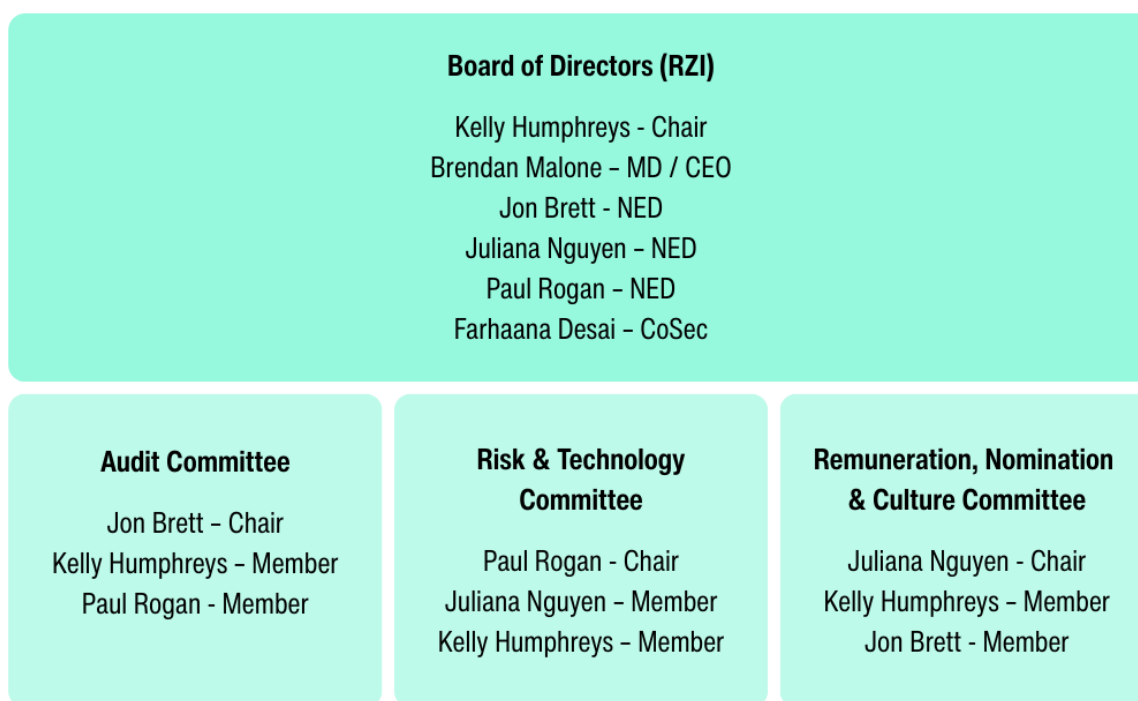 Board of Directors (RZI)
Kelly Humphreys - Chair
Brendan Malone – MD / CEO
Jon Brett - NED
Juliana Nguyen – NED
Paul Rogan – NED
Farhaana Desai – CoSec
Audit Committee
Jon Brett – Chair
Kelly Humphreys – Member
Paul Rogan - Member
Risk & Technology
Committee
Paul Rogan - Chair
Juliana Nguyen – Member
Kelly Humphreys – Member
Remuneration, Nomination
& Culture Committee
Juliana Nguyen - Chair
Kelly Humphreys – Member
Jon Brett - Member